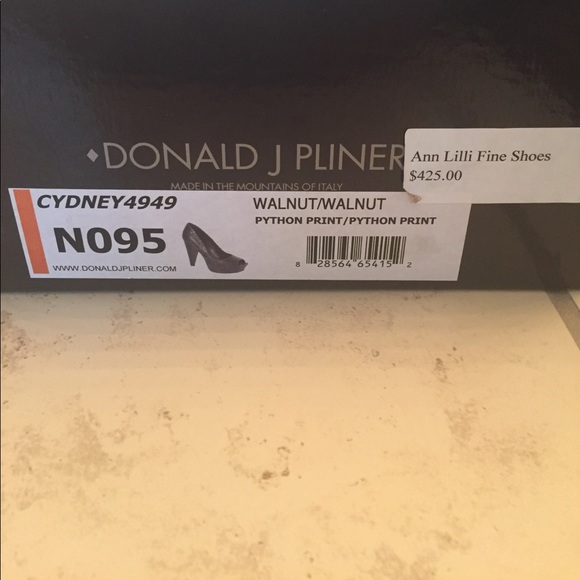 ◆DONALD J PLINER
MADE IN THE MOUNTAINS OF ITALY
Ann Lilli Fine Shoes
$425.00
CYDNEY4949
N095
WWW.DONALDJPLINER.COM
WALNUT/WALNUT
PYTHON PRINT/PYTHON PRINT
8 28564 65415 2